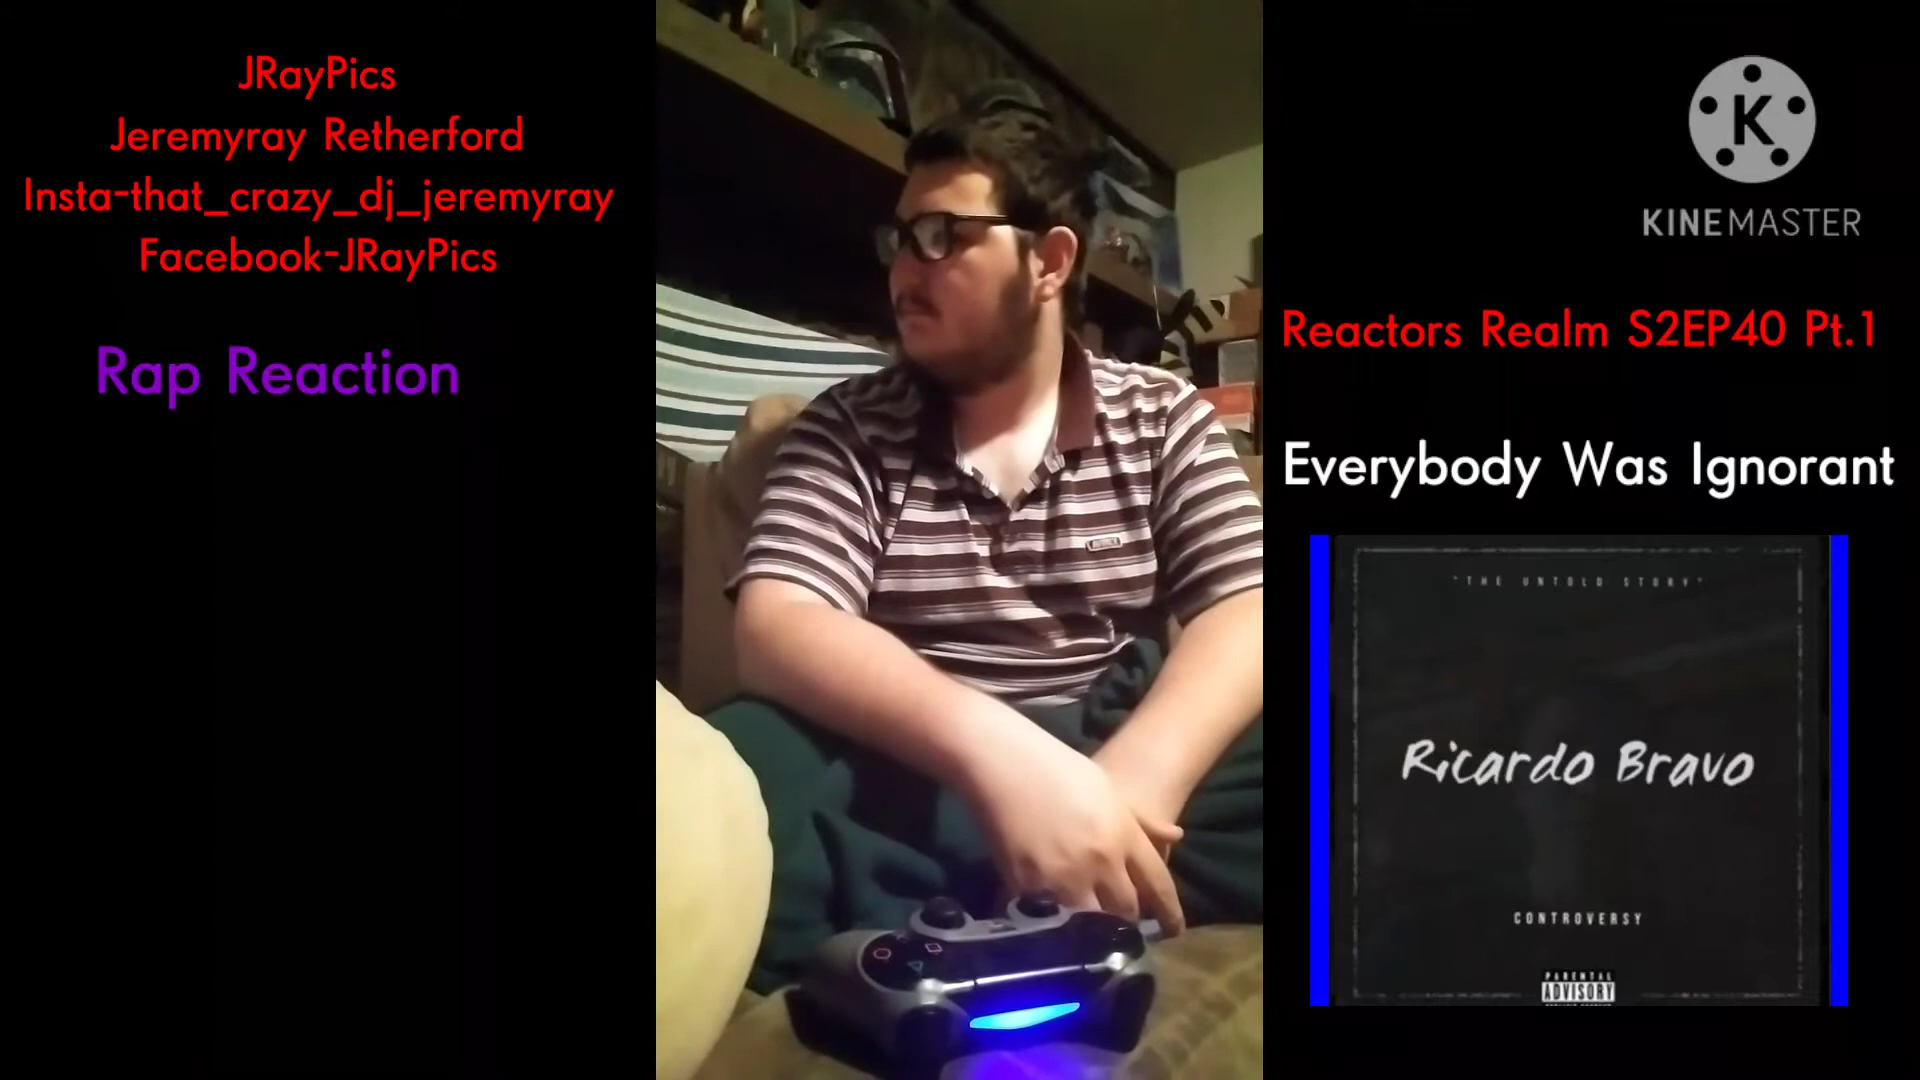 JRayPics
Jeremyray Retherford
Insta-that_crazy_dj_jeremyray
Facebook-JRayPics
Rap Reaction
K
KINEMASTER
Reactors Realm S2EP40 Pt.1
Everybody Was Ignorant
"THE UNTOLD STORY"
Ricardo Bravo
CONTROVERSY
PARENTAL
ADVISORY